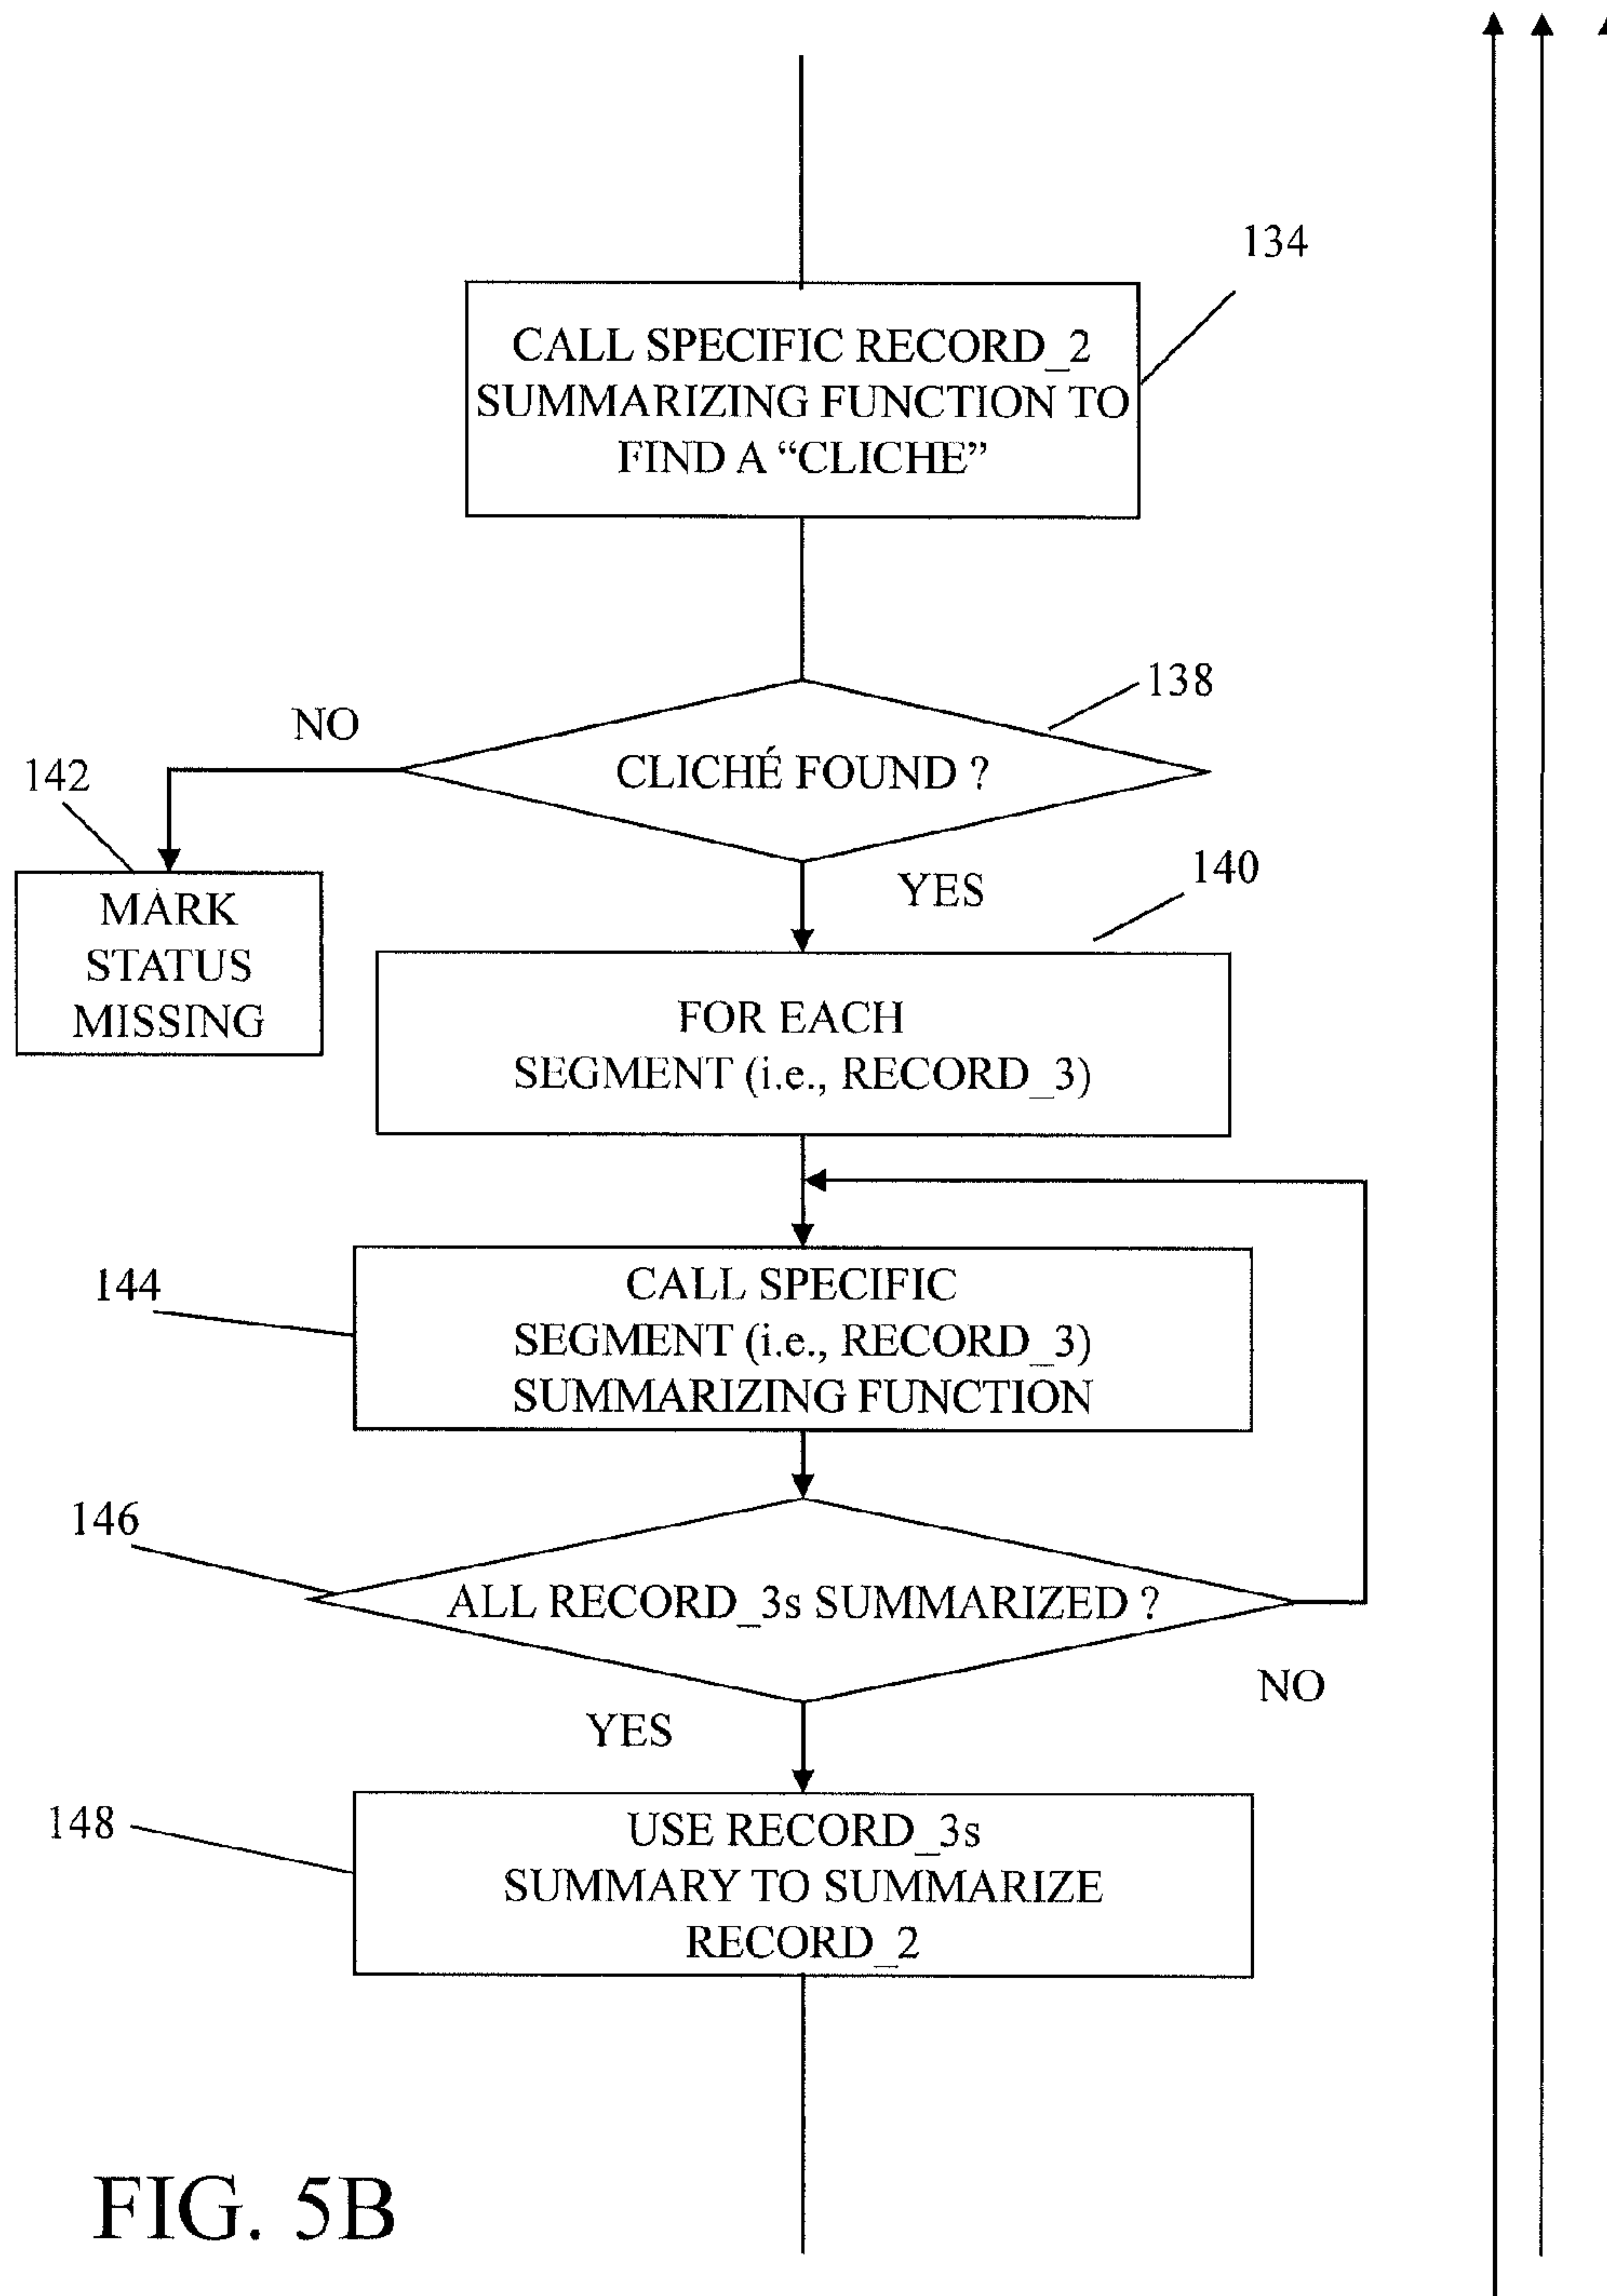 134
CALL SPECIFIC RECORD_2
SUMMARIZING FUNCTION TO
FIND A “CLICHE”
138
NO
CLICHÉ FOUND ?
142
YES
140
MARK
STATUS
MISSING
FOR EACH
SEGMENT (i.e., RECORD_3)
144
CALL SPECIFIC
SEGMENT (i.e., RECORD_3)
SUMMARIZING FUNCTION
146
ALL RECORD_3s SUMMARIZED ?
NO
YES
148
USE RECORD_3s
SUMMARY TO SUMMARIZE
RECORD_2
FIG. 5B